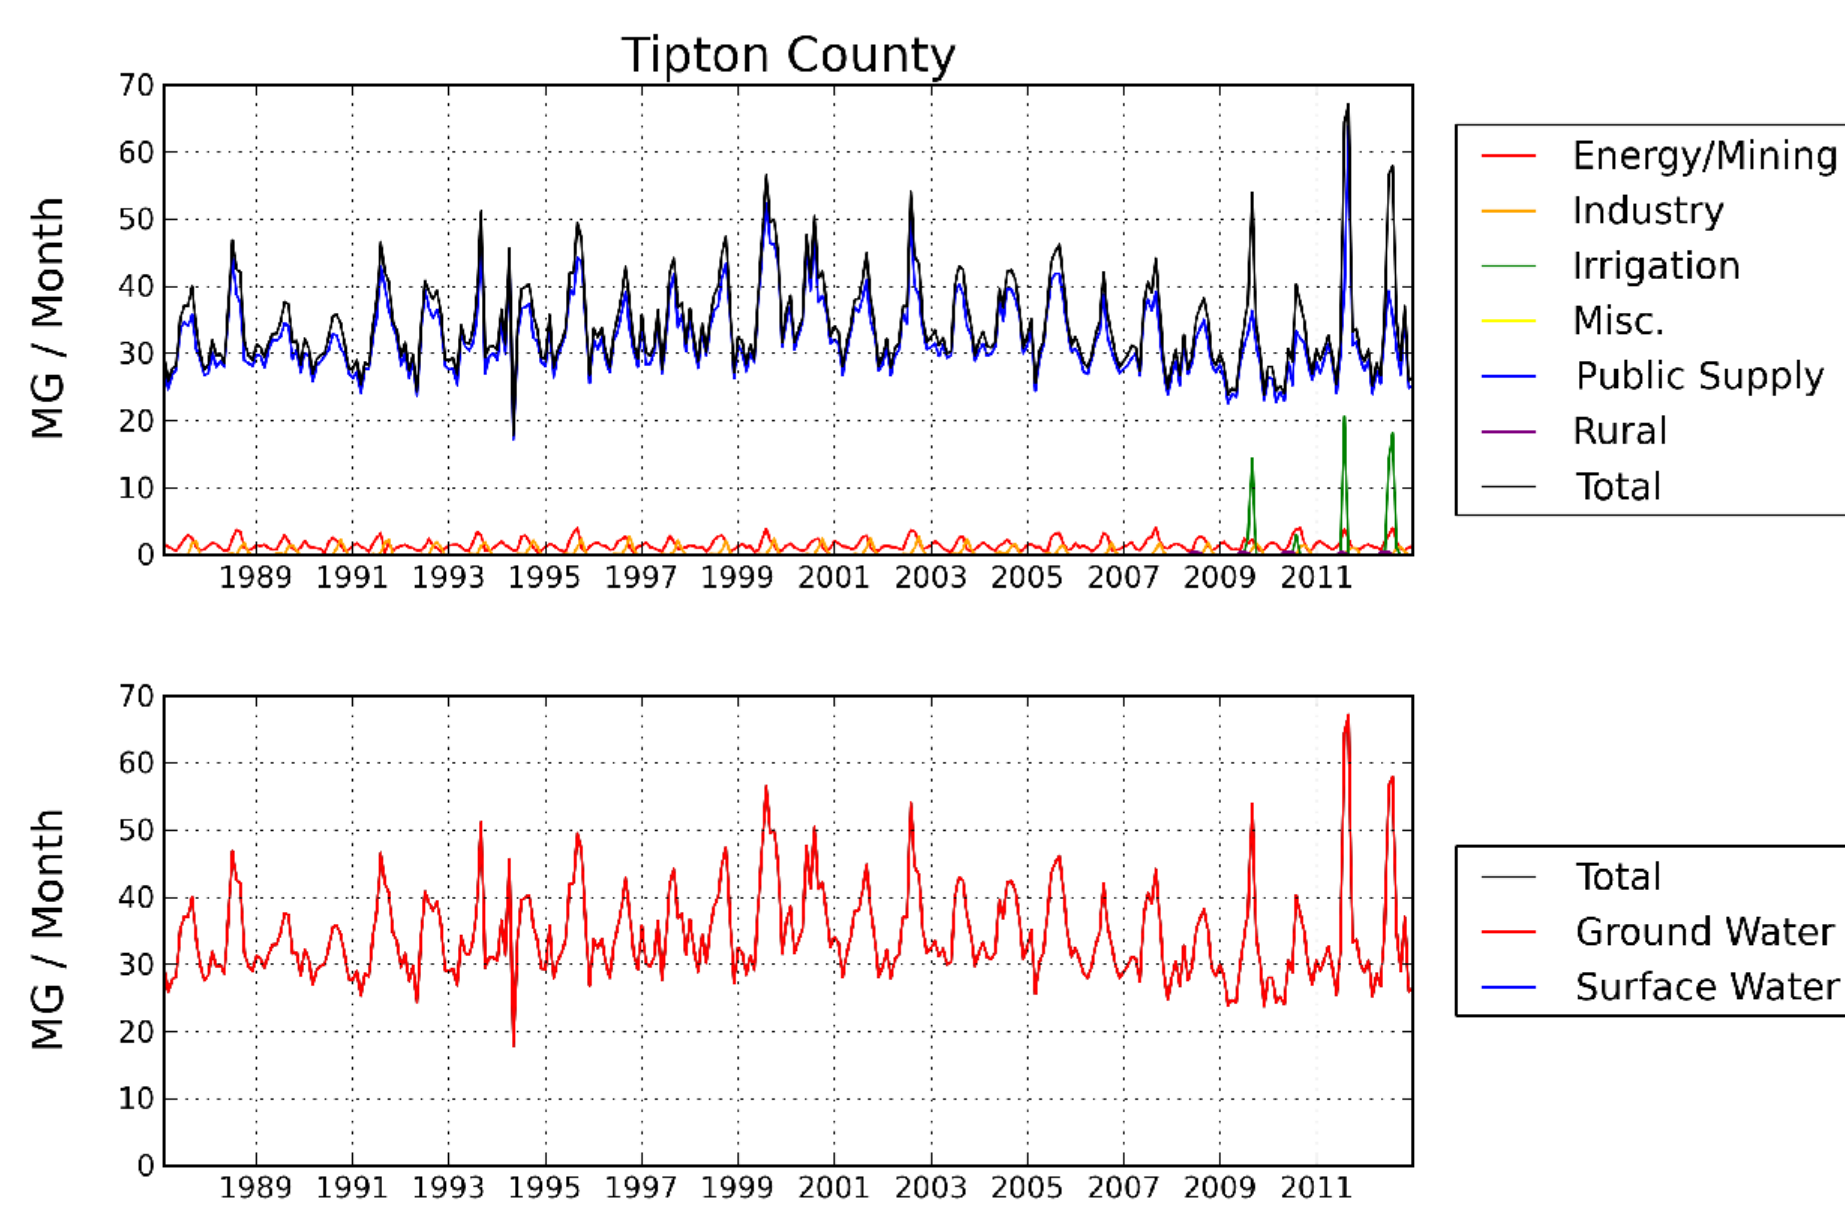 Tipton County
70
60
50
40
30
20
10
0
MG / Month
1989 1991 1993 1995 1997 1999 2001 2003 2005 2007 2009 2011
Energy/Mining
Industry
Irrigation
Misc.
Public Supply
Rural
Total
70
60
50
40
30
20
10
0
MG / Month
1989 1991 1993 1995 1997 1999 2001 2003 2005 2007 2009 2011
Total
Ground Water
Surface Water